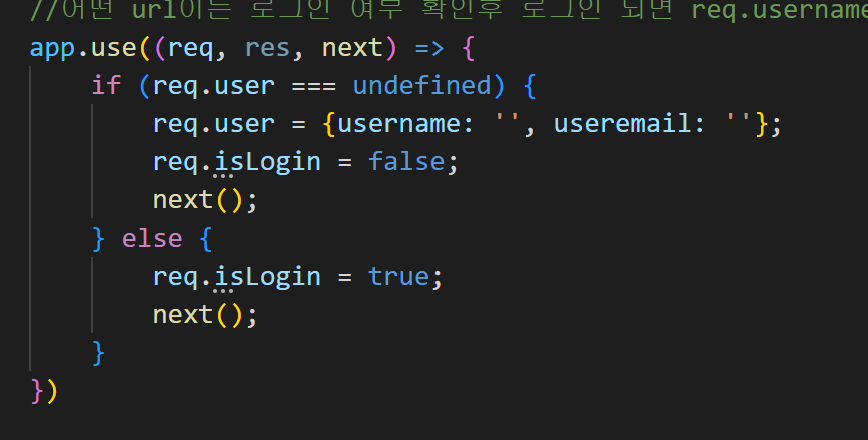 //어떤 url이든 로그인 여부 확인후 로그인 되면 req.username
app.use((req, res, next) => {
if (req.user === undefined) {
req.user = {username: '', useremail: ''};
req.isLogin = false;
next();
} else {
req.isLogin = true;
next();
}
})